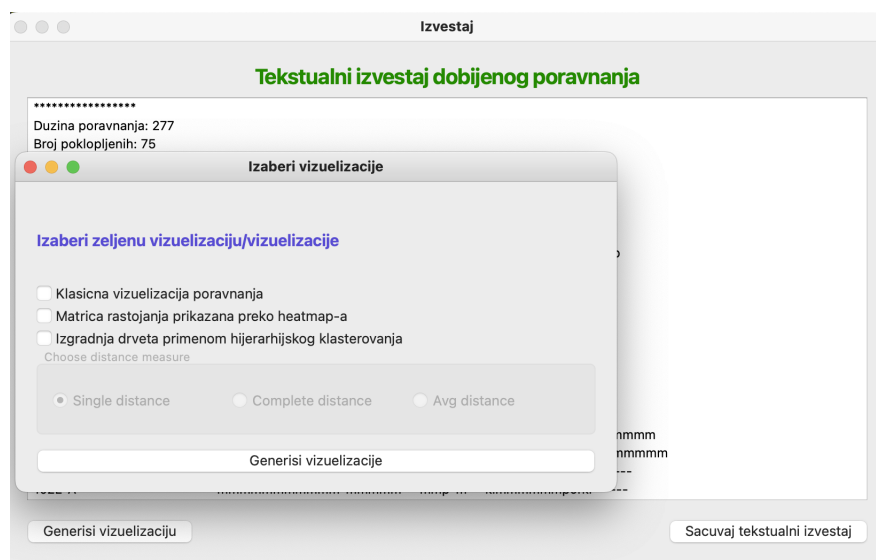 Izvestaj
Tekstualni izvestaj dobijenog poravnanja
*****************
Duzina poravnanja: 277
Broj poklopljenih: 75
Izaberi vizuelizacije
Izaberi zeljenu vizuelizaciju/vizuelizacije
Klasicna vizuelizacija poravnanja
Matrica rastojanja prikazana preko heatmap-a
Izgradnja drveta primenom hijerarhijskog klasterovanja
Choose distance measure
Single distance Complete distance Avg distance
Generisi vizuelizacije
Generisi vizuelizaciju Sacuvaj tekstualni izvestaj